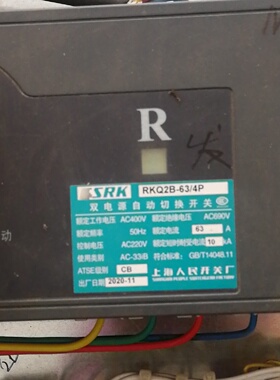 R
发
动
SRK RKQ2B-63/4P
双电源自动切换开关
额定工作电压 AC400V 额定绝缘电压 AC690V
额定频率 50Hz 额定电流 63 A
控制电压 AC220V 额定短时耐受电流 10 kA
使用类别 AC-33iB 符合标准: GB/T14048.11
ATSE级别 CB
出厂日期 2020-11 上海人民开关厂